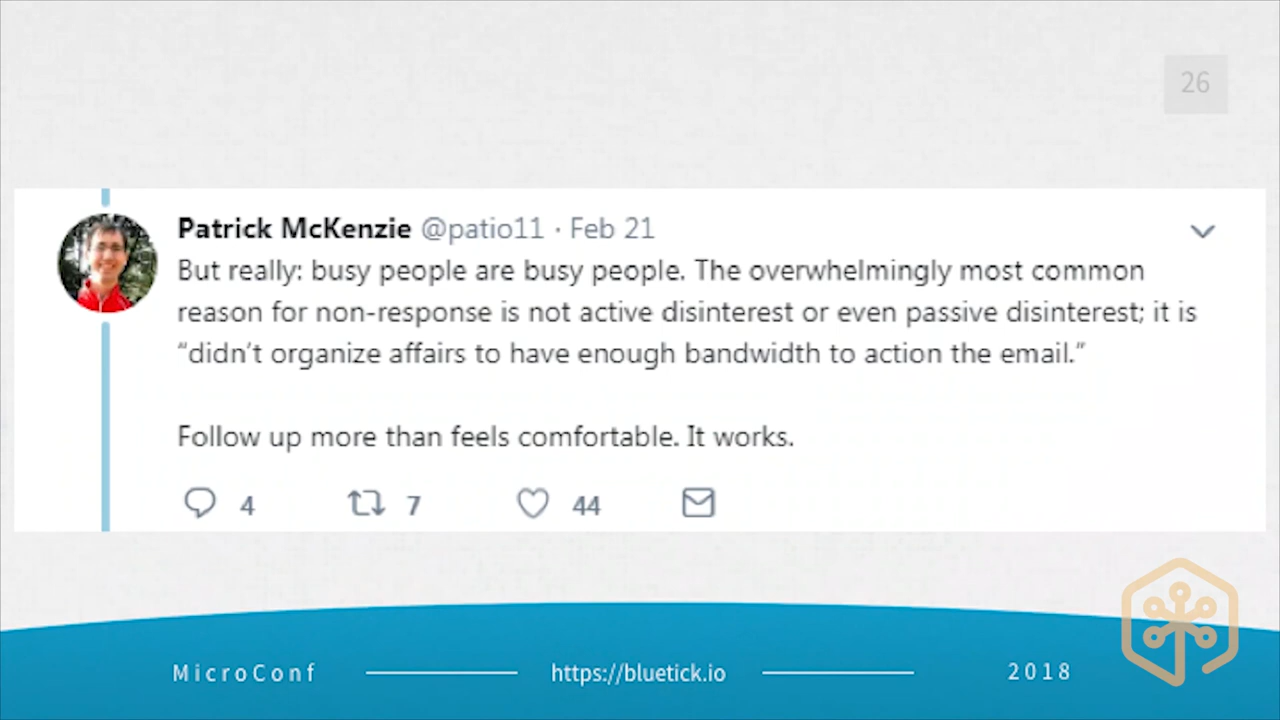 26
Patrick McKenzie @patio11 · Feb 21
But really: busy people are busy people. The overwhelmingly most common
reason for non-response is not active disinterest or even passive disinterest; it is
“didn’t organize affairs to have enough bandwidth to action the email.”
Follow up more than feels comfortable. It works.
4 7 44
MicroConf https://bluetick.io 2018